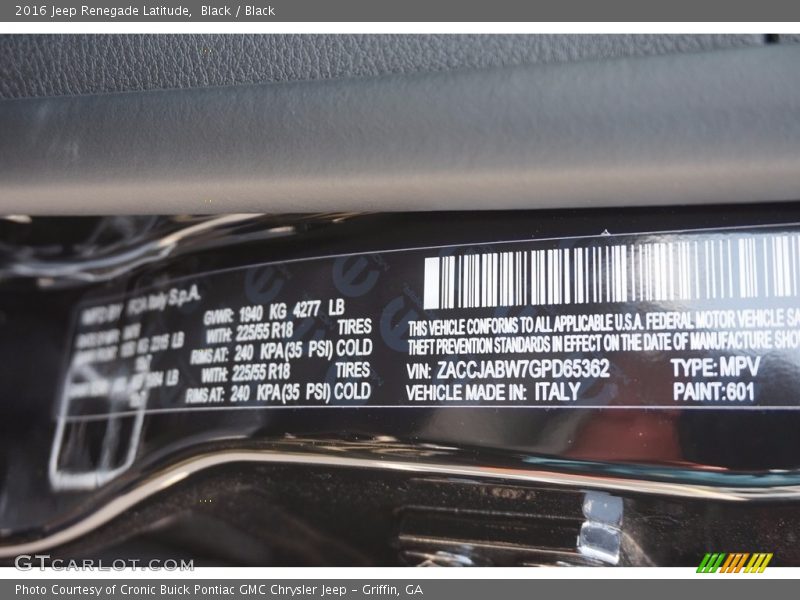 2016 Jeep Renegade Latitude, Black / Black
MFD BY FCA Italy S.p.A.
GVWR: 1940 KG 4277 LB
WITH: 225/55 R18 TIRES
RIMS AT: 240 KPA(35 PSI) COLD
WITH: 225/55 R18 TIRES
RIMS AT: 240 KPA(35 PSI) COLD
THIS VEHICLE CONFORMS TO ALL APPLICABLE U.S.A. FEDERAL MOTOR VEHICLE SA
THEFT PREVENTION STANDARDS IN EFFECT ON THE DATE OF MANUFACTURE SHO
VIN: ZACCJABW7GPD65362 TYPE: MPV
VEHICLE MADE IN: ITALY PAINT:601
GTCARLOT.COM
Photo Courtesy of Cronic Buick Pontiac GMC Chrysler Jeep - Griffin, GA